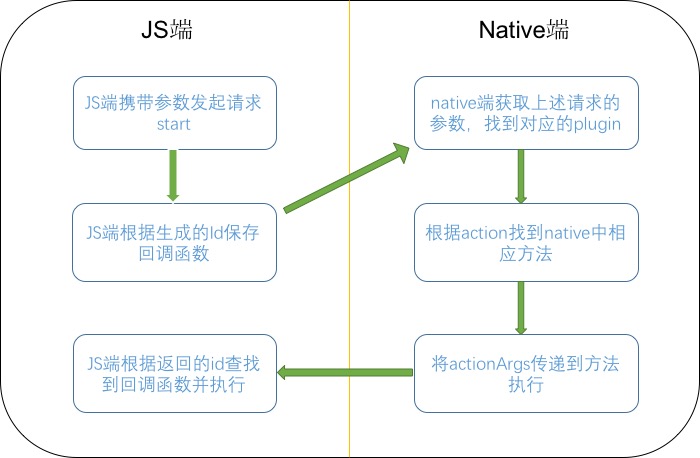 JS端
Native端
JS端携带参数发起请求
start
native端获取上述请求的
参数，找到对应的plugin
JS端根据生成的Id保存
回调函数
根据action找到native中相
应方法
JS端根据返回的id查找
到回调函数并执行
将actionArgs传递到方法
执行